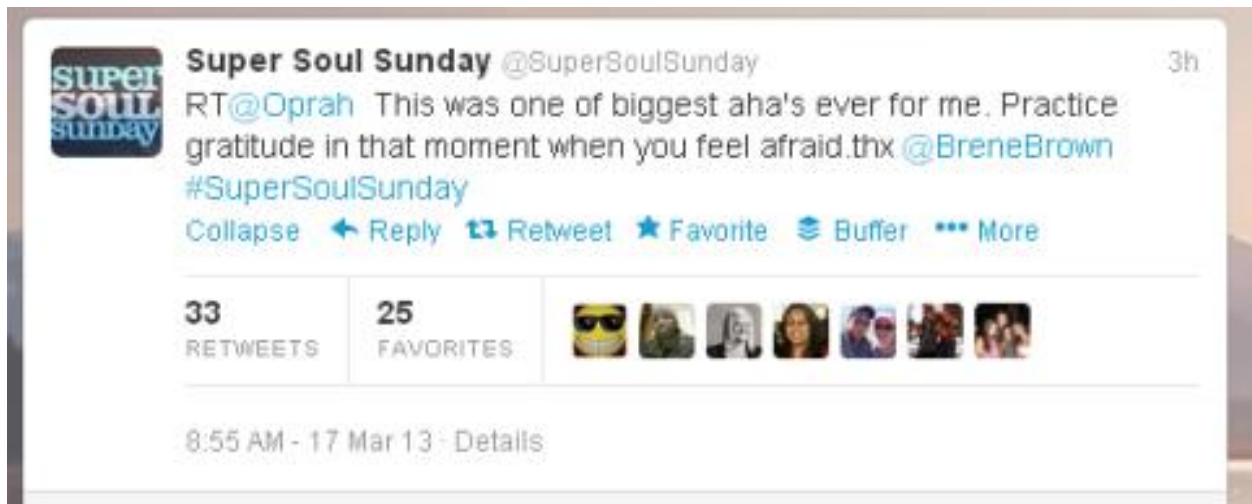 super
soul
sunday
Super Soul Sunday @SuperSoulSunday 3h
RT@Oprah This was one of biggest aha's ever for me. Practice
gratitude in that moment when you feel afraid.thx @BreneBrown
#SuperSoulSunday
Collapse Reply Retweet Favorite Buffer More
33 25
RETWEETS FAVORITES
8:55 AM - 17 Mar 13 · Details